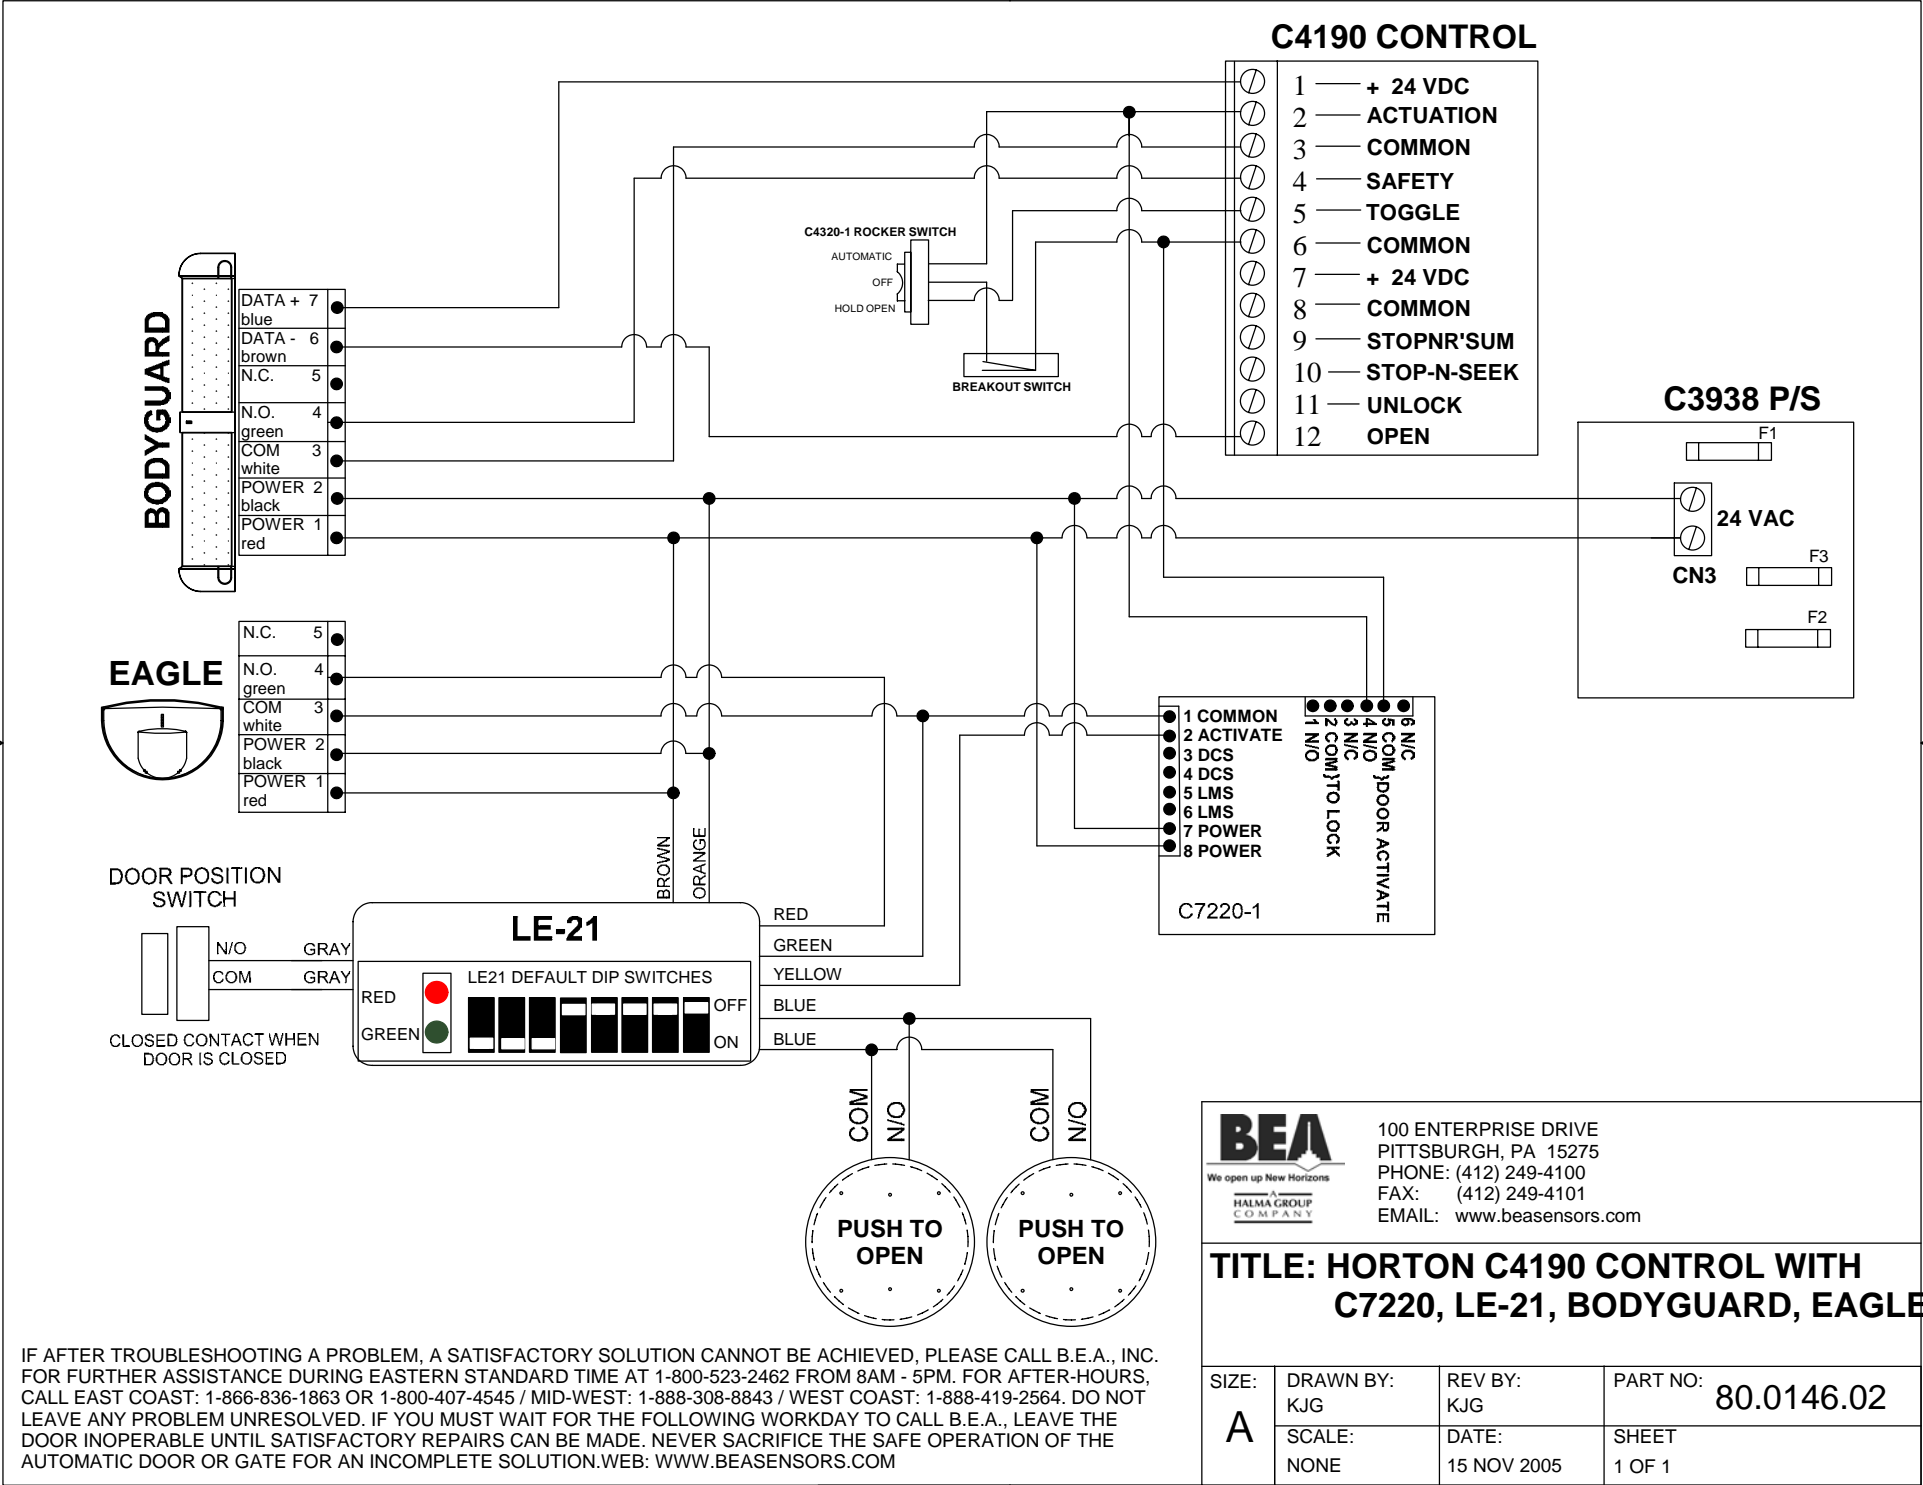 C4190 CONTROL
1 + 24 VDC
2 ACTUATION
3 COMMON
4 SAFETY
5 TOGGLE
6 COMMON
7 + 24 VDC
8 COMMON
9 STOPNR'SUM
10 STOP-N-SEEK
11 UNLOCK
12 OPEN
C4320-1 ROCKER SWITCH
AUTOMATIC
OFF
HOLD OPEN
BREAKOUT SWITCH
BODYGUARD
DATA + 7
blue
DATA - 6
brown
N.C. 5
N.O. 4
green
COM 3
white
POWER 2
black
POWER 1
red
C3938 P/S
F1
24 VAC
CN3
F3
F2
EAGLE
N.C. 5
N.O. 4
green
COM 3
white
POWER 2
black
POWER 1
red
BROWN
ORANGE
1 COMMON
2 ACTIVATE
3 DCS
4 DCS
5 LMS
6 LMS
7 POWER
8 POWER
1 N/O
2 COM }TO LOCK
3 N/C
4 N/O
5 COM }DOOR ACTIVATE
6 N/C
C7220-1
DOOR POSITION
SWITCH
N/O GRAY
COM GRAY
CLOSED CONTACT WHEN
DOOR IS CLOSED
LE-21
LE21 DEFAULT DIP SWITCHES
RED
GREEN
OFF
ON
RED
GREEN
YELLOW
BLUE
BLUE
COM
N/O
COM
N/O
PUSH TO
OPEN
PUSH TO
OPEN
BEA
We open up New Horizons
A
HALMA GROUP
COMPANY
100 ENTERPRISE DRIVE
PITTSBURGH, PA 15275
PHONE: (412) 249-4100
FAX: (412) 249-4101
EMAIL: www.beasensors.com
TITLE: HORTON C4190 CONTROL WITH
C7220, LE-21, BODYGUARD, EAGLE
SIZE:
A
DRAWN BY:
KJG
REV BY:
KJG
PART NO: 80.0146.02
SCALE:
NONE
DATE:
15 NOV 2005
SHEET
1 OF 1
IF AFTER TROUBLESHOOTING A PROBLEM, A SATISFACTORY SOLUTION CANNOT BE ACHIEVED, PLEASE CALL B.E.A., INC.
FOR FURTHER ASSISTANCE DURING EASTERN STANDARD TIME AT 1-800-523-2462 FROM 8AM - 5PM. FOR AFTER-HOURS,
CALL EAST COAST: 1-866-836-1863 OR 1-800-407-4545 / MID-WEST: 1-888-308-8843 / WEST COAST: 1-888-419-2564. DO NOT
LEAVE ANY PROBLEM UNRESOLVED. IF YOU MUST WAIT FOR THE FOLLOWING WORKDAY TO CALL B.E.A., LEAVE THE
DOOR INOPERABLE UNTIL SATISFACTORY REPAIRS CAN BE MADE. NEVER SACRIFICE THE SAFE OPERATION OF THE
AUTOMATIC DOOR OR GATE FOR AN INCOMPLETE SOLUTION.WEB: WWW.BEASENSORS.COM